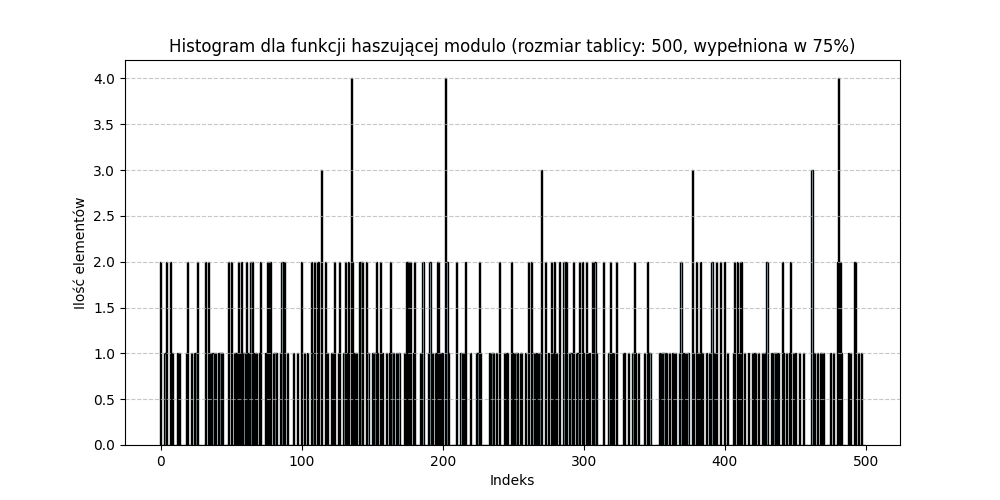 Histogram dla funkcji haszującej modulo (rozmiar tablicy: 500, wypełniona w 75%)
4.0
3.5
3.0
2.5
2.0
1.5
1.0
0.5
0.0
Ilość elementów
0 100 200 300 400 500
Indeks